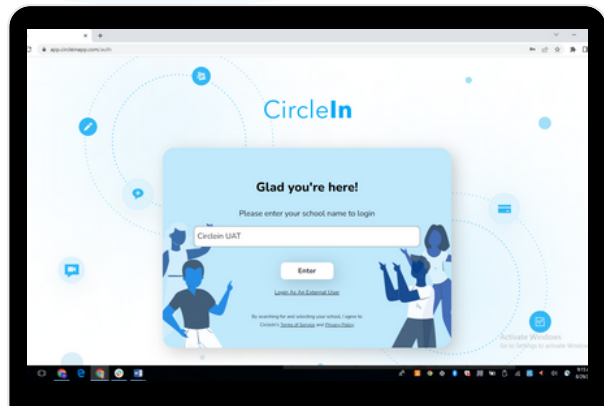 app.circleinapp.com/auth
CircleIn
Glad you're here!
Please enter your school name to login
Circlein UAT
Enter
Login As An External User
By searching for and selecting your school, I agree to
CircleIn's Terms of Service and Privacy Policy
Activate Windows
Go to Settings to activate Windows